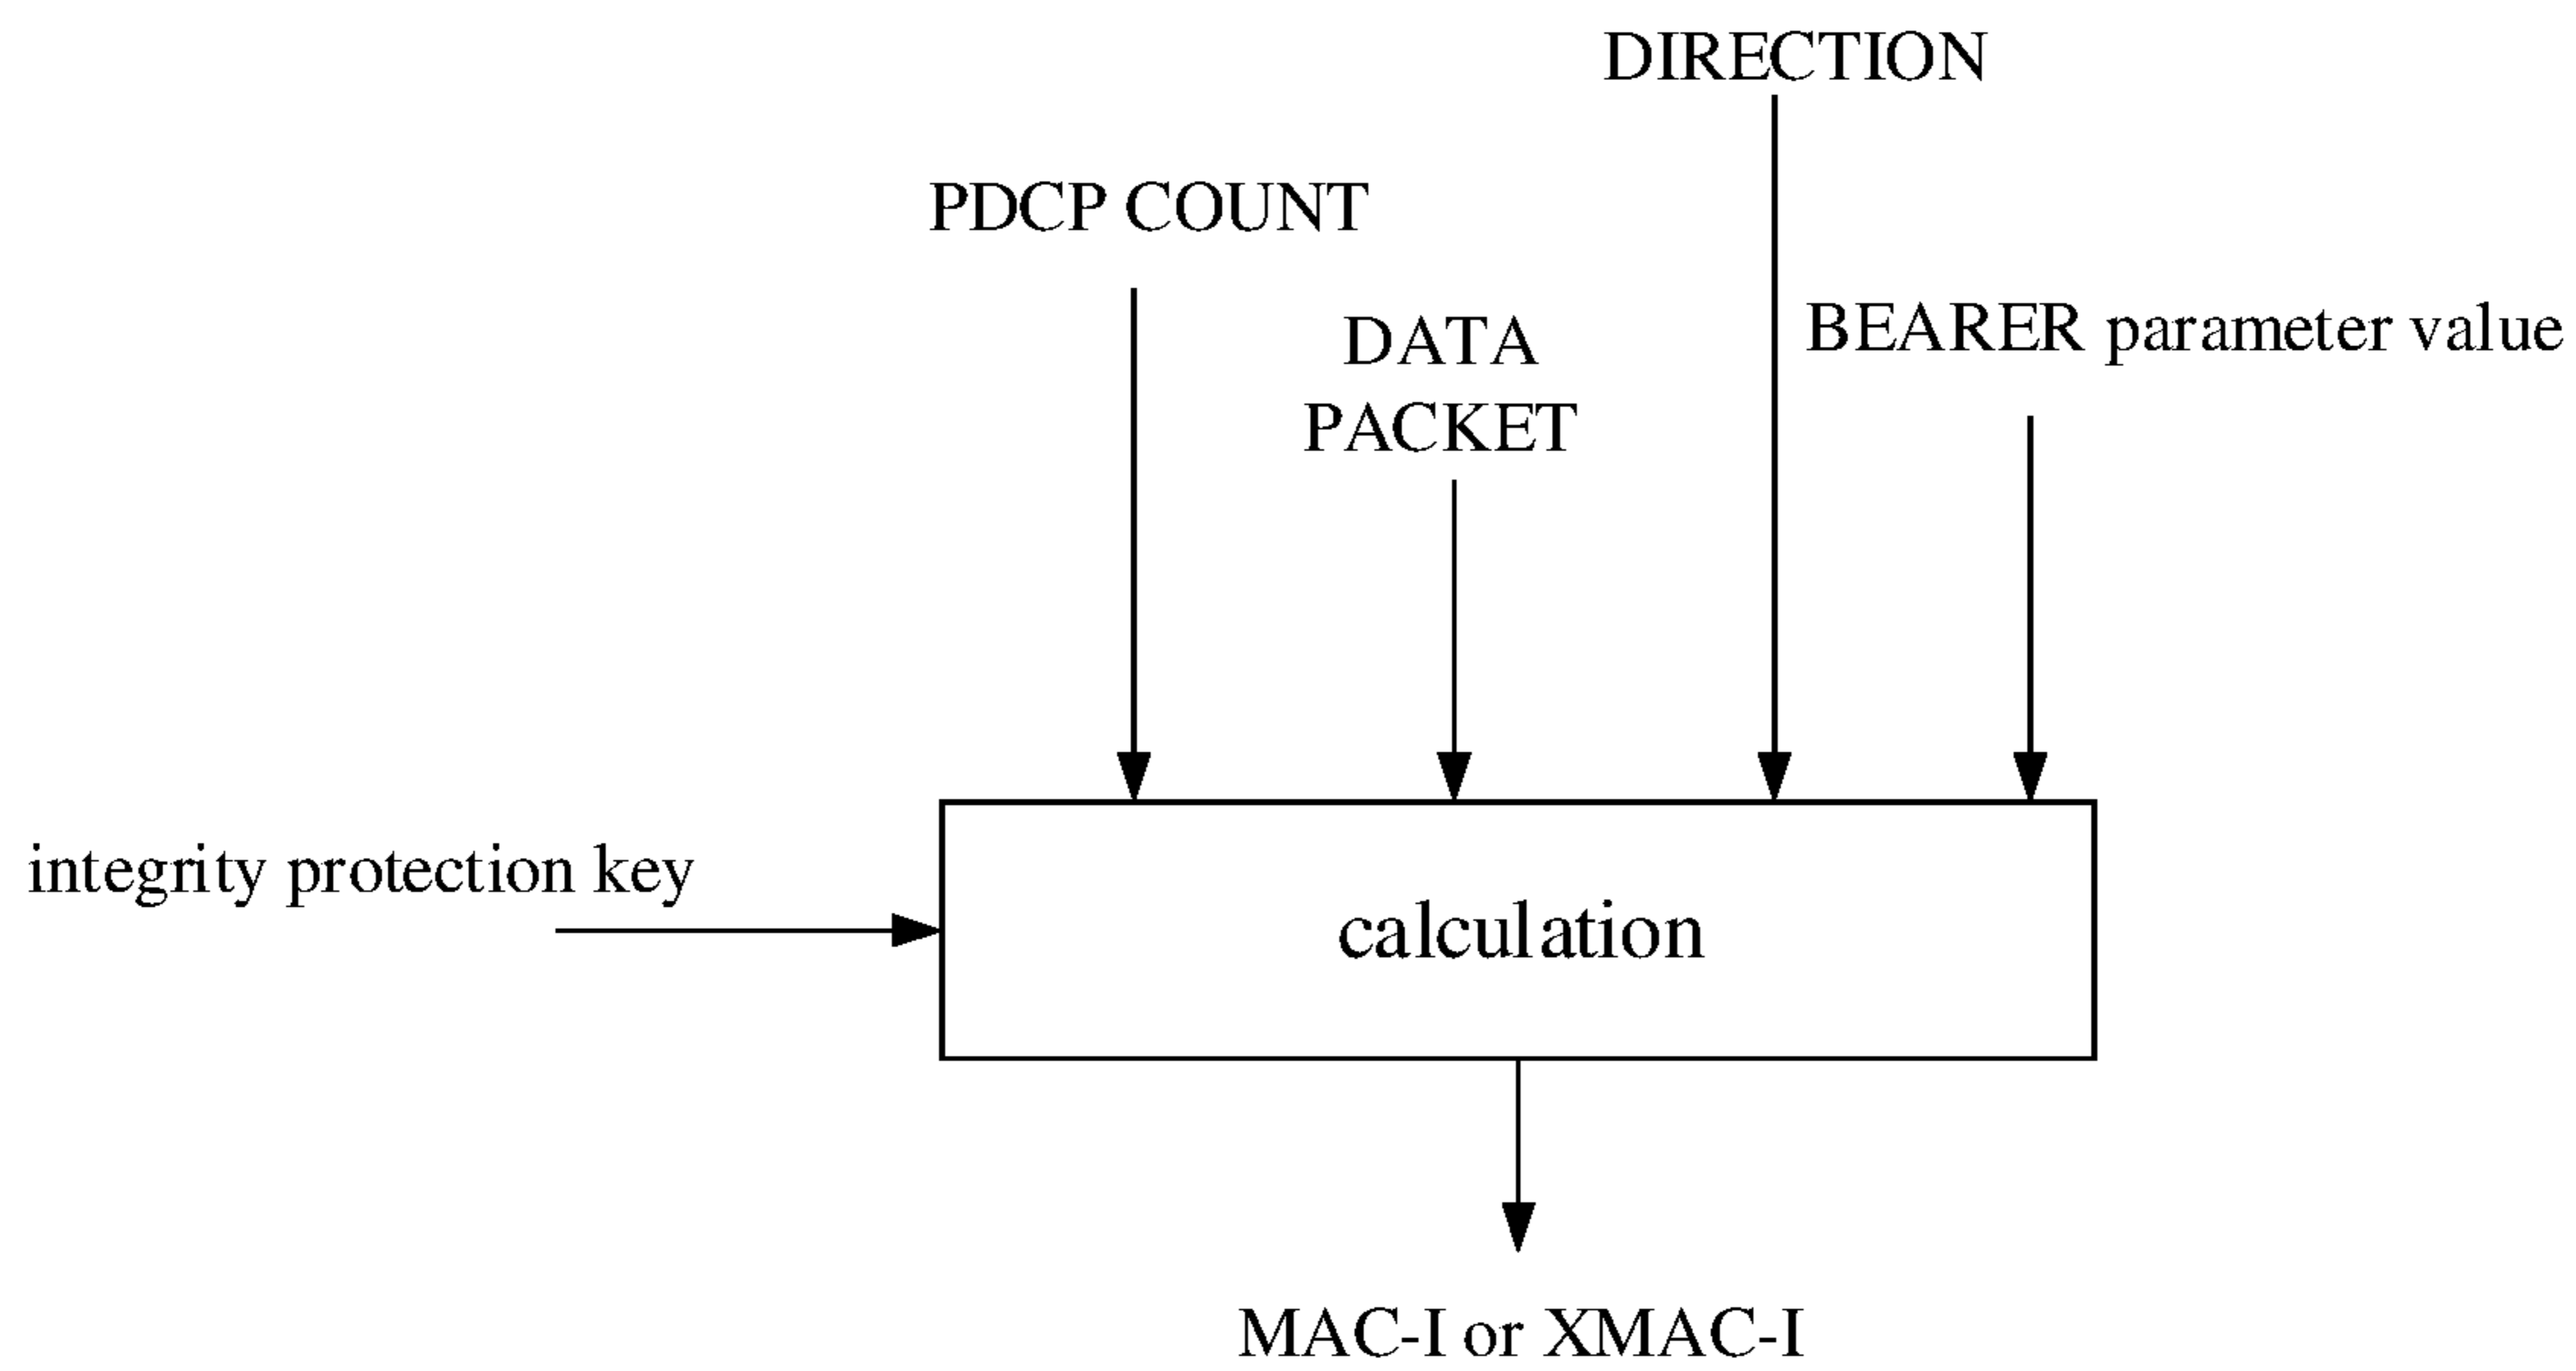 DIRECTION
PDCP COUNT
DATA
PACKET
BEARER parameter value
integrity protection key
calculation
MAC-I or XMAC-I